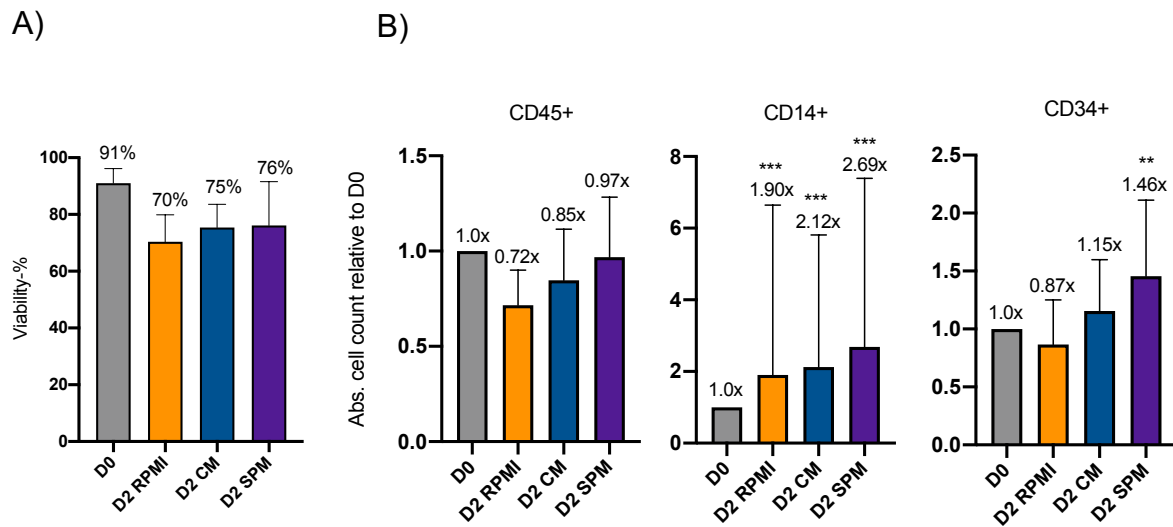 A)
B)
Viability-%
100
80
60
40
20
0
91%
70%
75%
76%
D0
D2 RPMI
D2 CM
D2 SPM
Abs. cell count relative to D0
CD45+
1.5
1.0
0.5
0.0
1.0x
0.72x
0.85x
0.97x
D0
D2 RPMI
D2 CM
D2 SPM
CD14+
8
6
4
2
0
1.0x
***
1.90x
***
2.12x
***
2.69x
D0
D2 RPMI
D2 CM
D2 SPM
CD34+
2.5
2.0
1.5
1.0
0.5
0.0
1.0x
0.87x
1.15x
**
1.46x
D0
D2 RPMI
D2 CM
D2 SPM